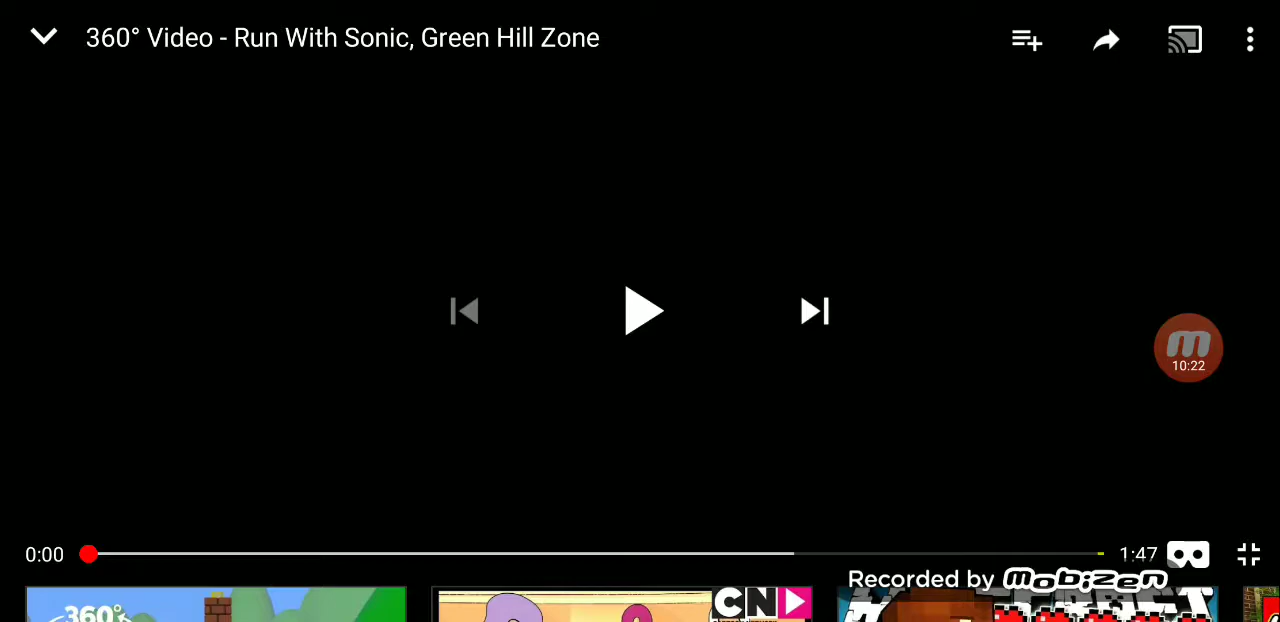 360° Video - Run With Sonic, Green Hill Zone
10:22
0:00
1:47
Recorded by mobizen
360°
CN